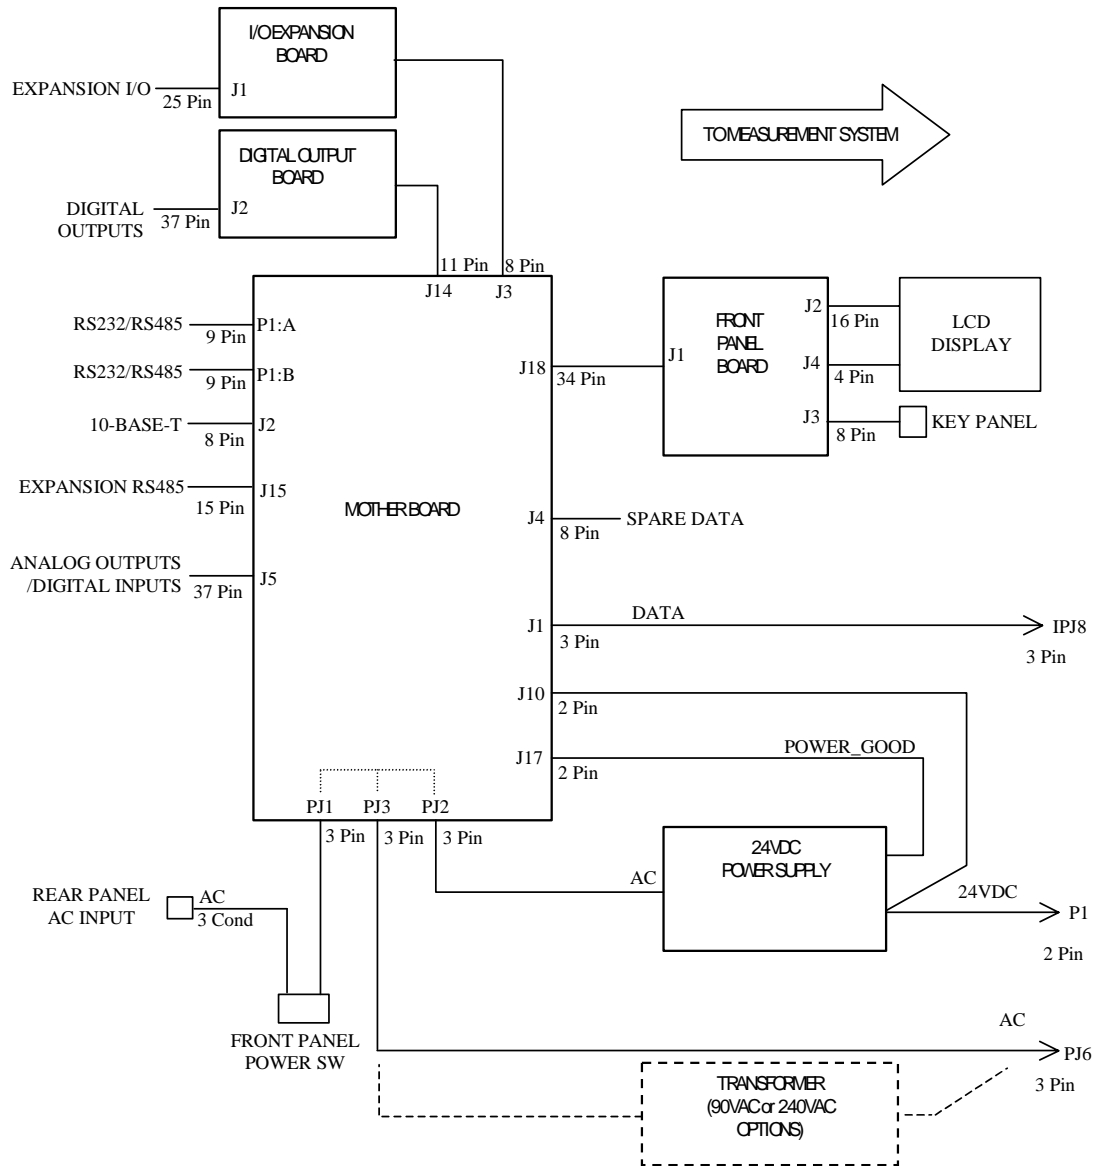 I/O EXPANSION
BOARD
EXPANSION I/O
J1
25 Pin
TO MEASUREMENT SYSTEM
DIGITAL OUTPUT
BOARD
DIGITAL
OUTPUTS
J2
37 Pin
11 Pin
8 Pin
J14
J3
RS232/RS485
9 Pin
P1:A
RS232/RS485
9 Pin
P1:B
10-BASE-T
8 Pin
J2
EXPANSION RS485
15 Pin
J15
ANALOG OUTPUTS
/DIGITAL INPUTS
37 Pin
J5
MOTHER BOARD
J18
34 Pin
J1
FRONT
PANEL
BOARD
J2
16 Pin
J4
4 Pin
J3
8 Pin
LCD
DISPLAY
KEY PANEL
J4
8 Pin
SPARE DATA
J1
3 Pin
DATA
IPJ8
3 Pin
J10
2 Pin
J17
2 Pin
POWER_GOOD
PJ1
PJ3
PJ2
3 Pin
3 Pin
3 Pin
24VDC
POWER SUPPLY
AC
24VDC
P1
2 Pin
REAR PANEL
AC INPUT
AC
3 Cond
FRONT PANEL
POWER SW
AC
PJ6
3 Pin
TRANSFORMER
(90VAC or 240VAC
OPTIONS)